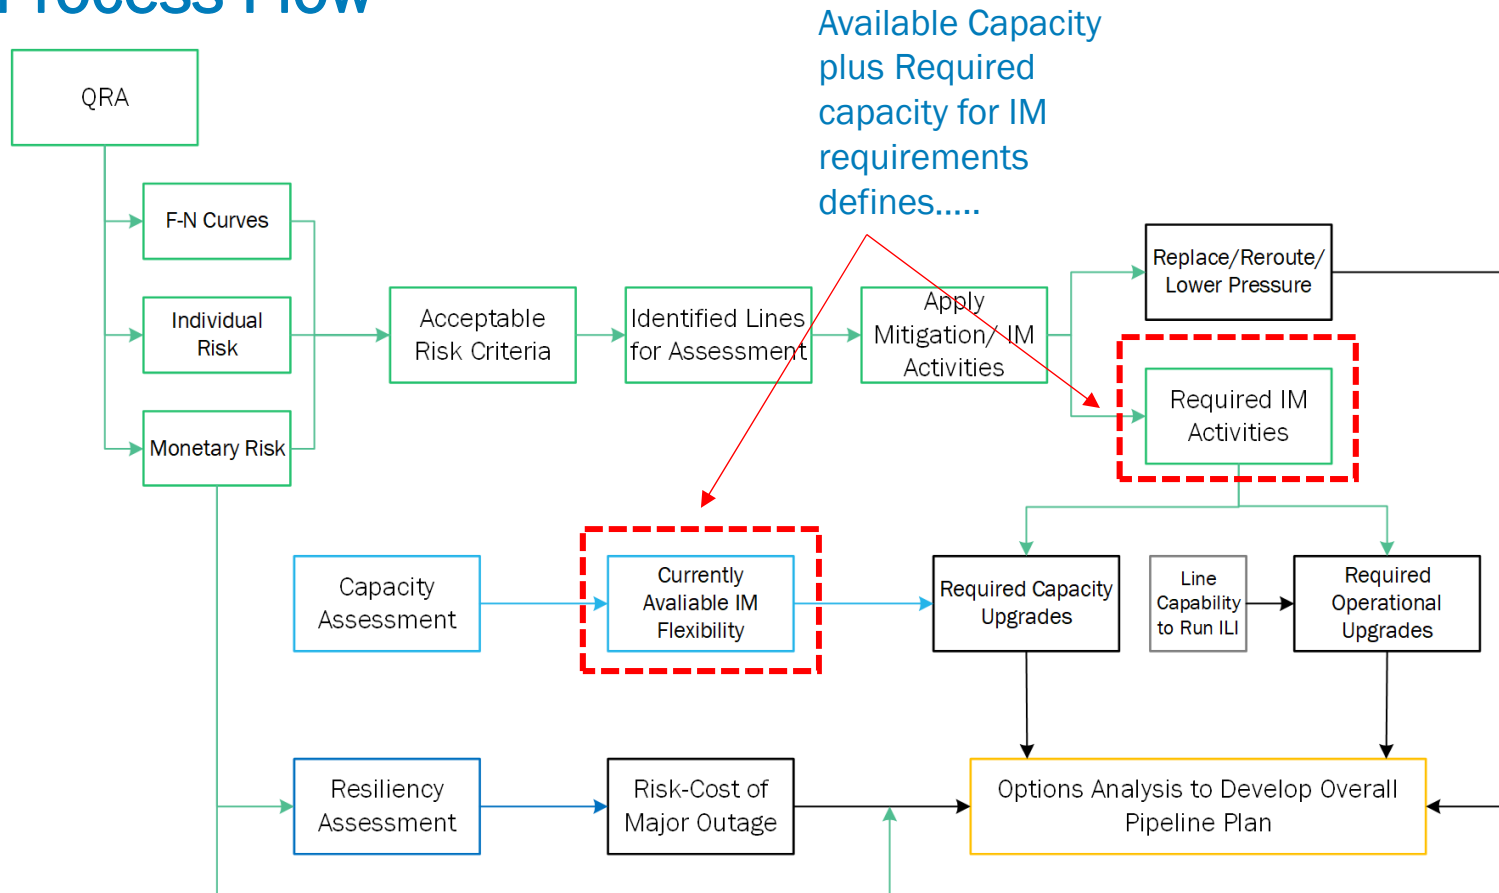 Process Flow
Available Capacity
plus Required
capacity for IM
requirements
defines.....
QRA
F-N Curves
Individual
Risk
Monetary Risk
Acceptable
Risk Criteria
Identified Lines
for Assessment
Apply
Mitigation/ IM
Activities
Replace/Reroute/
Lower Pressure
Required IM
Activities
Capacity
Assessment
Currently
Avaliable IM
Flexibility
Required Capacity
Upgrades
Line
Capability
to Run ILI
Required
Operational
Upgrades
Resiliency
Assessment
Risk-Cost of
Major Outage
Options Analysis to Develop Overall
Pipeline Plan